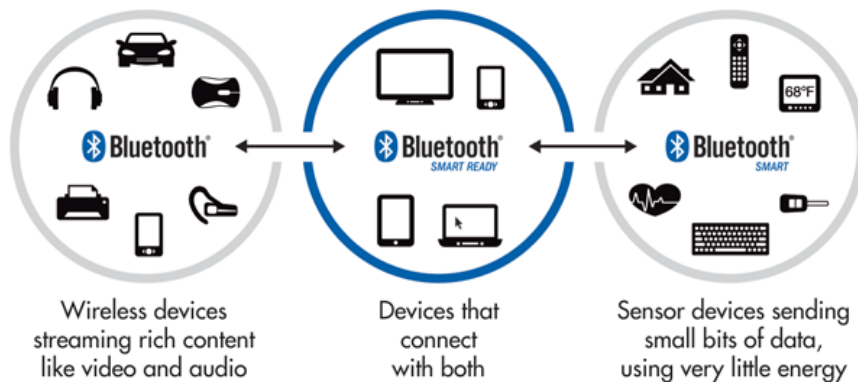 68°F
Bluetooth®
Bluetooth®
SMART READY
Bluetooth®
SMART
Wireless devices
streaming rich content
like video and audio
Devices that
connect
with both
Sensor devices sending
small bits of data,
using very little energy